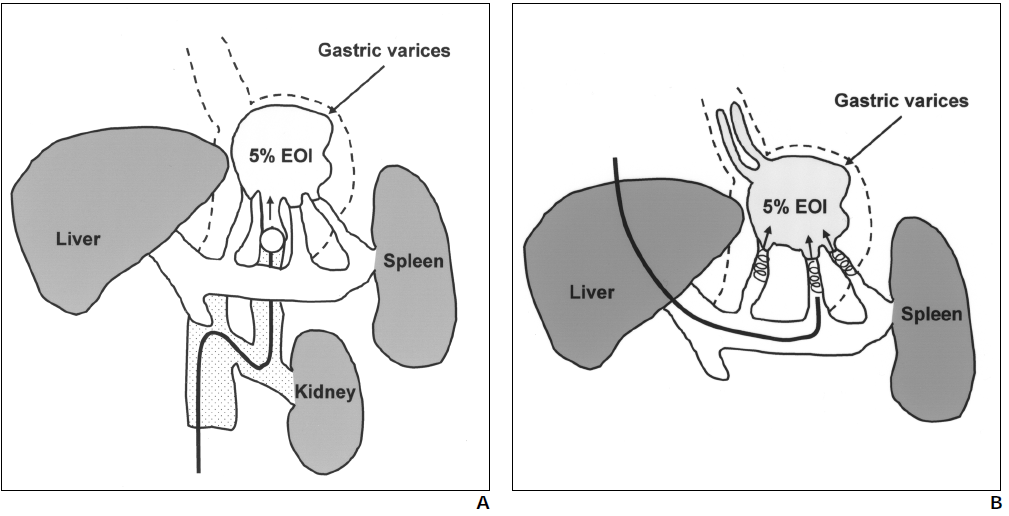 Gastric varices
5% EOI
Liver
Spleen
Kidney
A
Gastric varices
5% EOI
Liver
Spleen
B